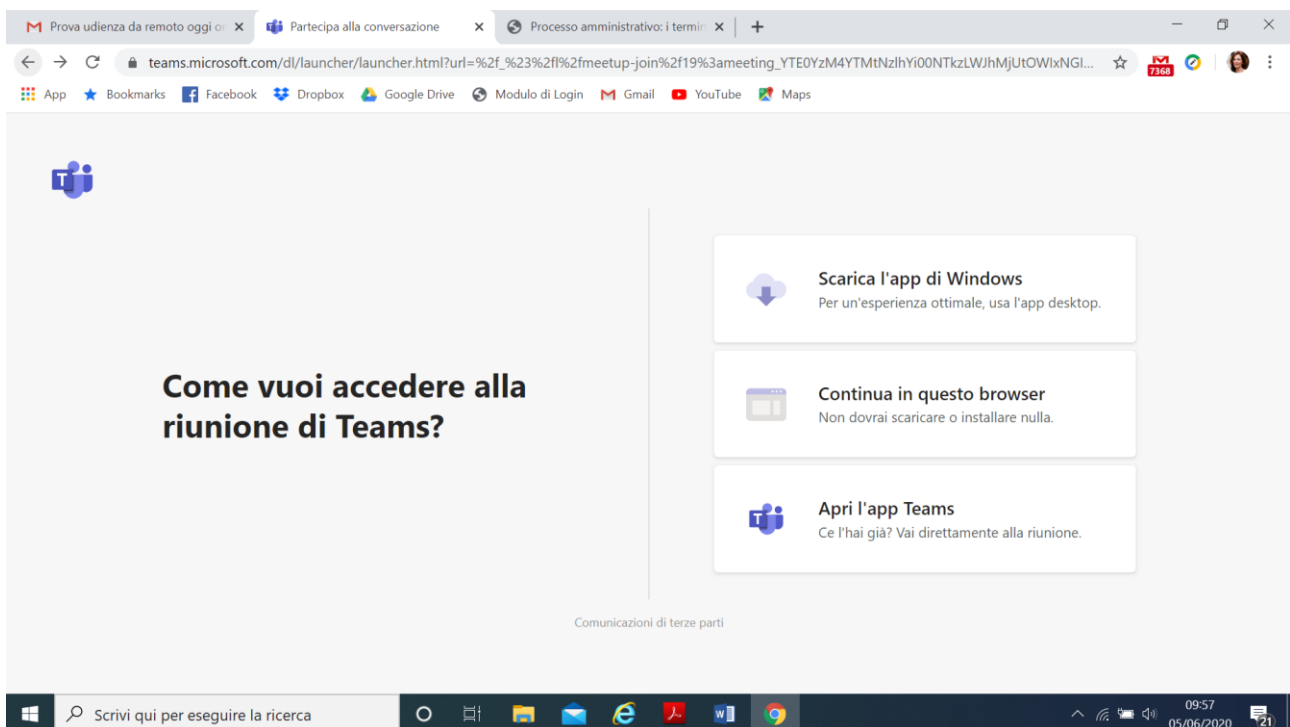 Prova udienza da remoto oggi o
Partecipa alla conversazione
Processo amministrativo: i termin
teams.microsoft.com/dl/launcher/launcher.html?url=%2f_%23%2fl%2fmeetup-join%2f19%3ameeting_YTE0YzM4YTMtNzlhYi00NTkzLWJhMjUtOWIxNGI...
7368
App
Bookmarks
Facebook
Dropbox
Google Drive
Modulo di Login
Gmail
YouTube
Maps
Come vuoi accedere alla
riunione di Teams?
Scarica l'app di Windows
Per un'esperienza ottimale, usa l'app desktop.
Continua in questo browser
Non dovrai scaricare o installare nulla.
Apri l'app Teams
Ce l'hai già? Vai direttamente alla riunione.
Comunicazioni di terze parti
Scrivi qui per eseguire la ricerca
09:57
05/06/2020
21